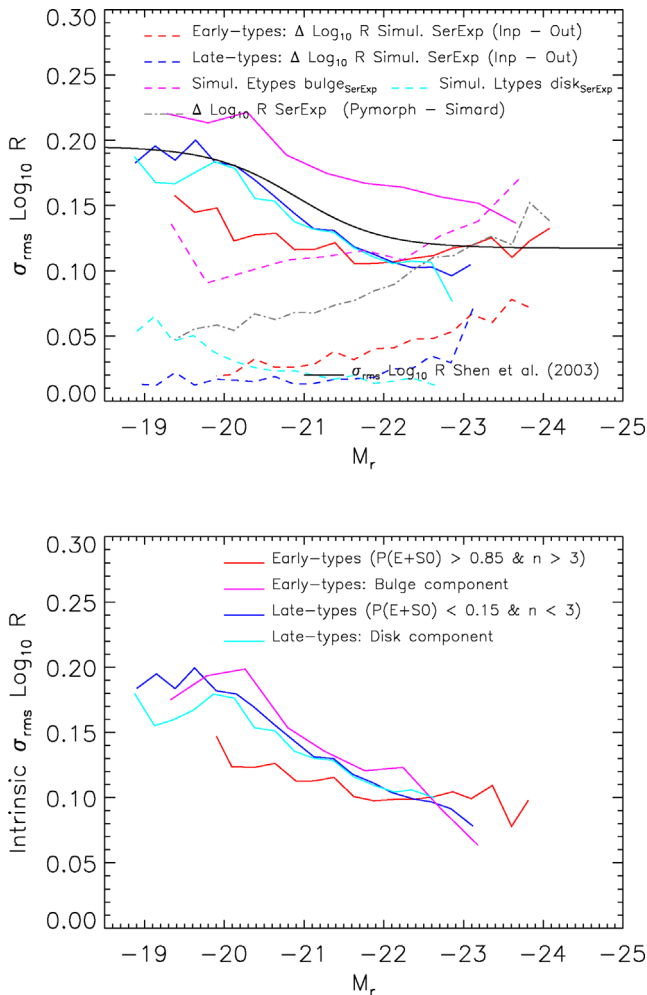 Early-types: Δ Log10 R Simul. SerExp (Inp − Out)
Late-types: Δ Log10 R Simul. SerExp (Inp − Out)
Simul. Etypes bulgeSerExp Simul. Ltypes diskSerExp
Δ Log10 R SerExp (Pymorph − Simard)
0.30
0.25
0.20
0.15
0.10
0.05
0.00
σrms Log10 R
σrms Log10 R Shen et al. (2003)
−19 −20 −21 −22 −23 −24 −25
Mr
Early-types (P(E+S0) > 0.85 & n > 3)
Early-types: Bulge component
Late-types (P(E+S0) < 0.15 & n < 3)
Late-types: Disk component
0.30
0.25
0.20
0.15
0.10
0.05
0.00
Intrinsic σrms Log10 R
−19 −20 −21 −22 −23 −24 −25
Mr